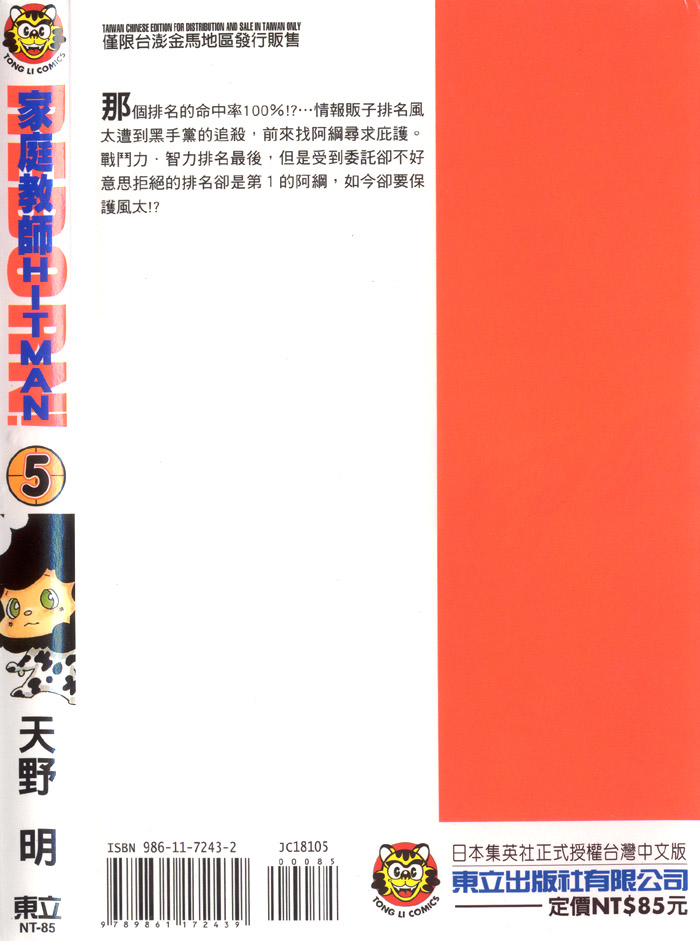 TONG LI COMICS
REBORN!
家庭教師HITMAN
5
天野 明
東立
NT-85
TAIWAN CHINESE EDITION FOR DISTRIBUTION AND SALE IN TAIWAN ONLY
僅限台澎金馬地區發行販售
那個排名的命中率100%!?…情報販子排名風
太遭到黑手黨的追殺，前來找阿綱尋求庇護。
戰鬥力．智力排名最後，但是受到委託卻不好
意思拒絕的排名卻是第1的阿綱，如今卻要保
護風太!?
ISBN 986-11-7243-2
9789861172439
JC18105
00085
TONG LI COMICS
日本集英社正式授權台灣中文版
東立出版社有限公司
定價NT$85元